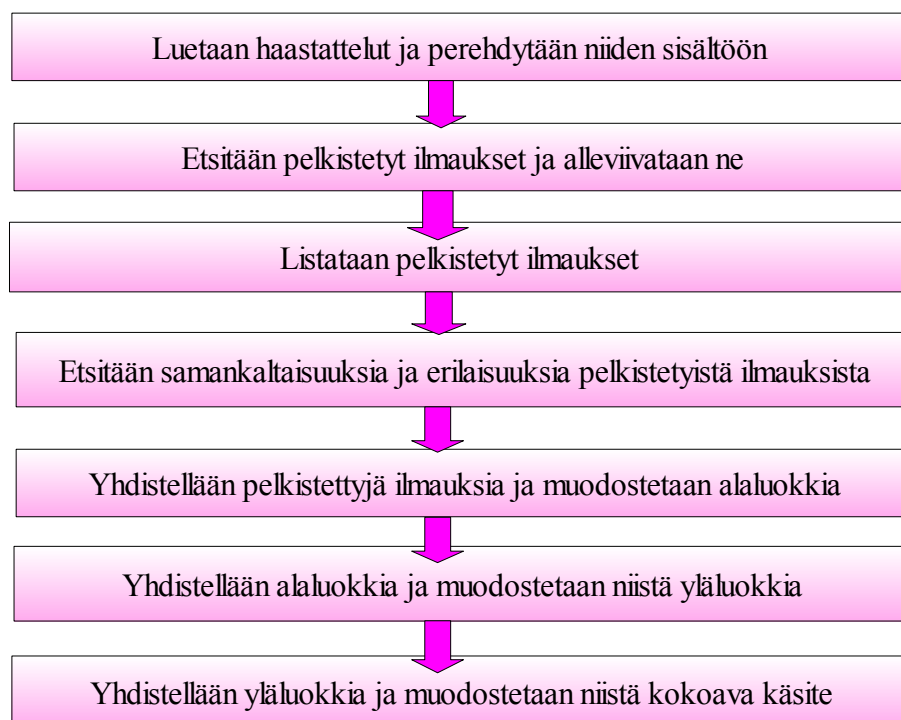 Luetaan haastattelut ja perehdytään niiden sisältöön
Etsitään pelkistetyt ilmaukset ja alleviivataan ne
Listataan pelkistetyt ilmaukset
Etsitään samankaltaisuuksia ja erilaisuuksia pelkistetyistä ilmauksista
Yhdistellään pelkistettyjä ilmauksia ja muodostetaan alaluokkia
Yhdistellään alaluokkia ja muodostetaan niistä yläluokkia
Yhdistellään yläluokkia ja muodostetaan niistä kokoava käsite